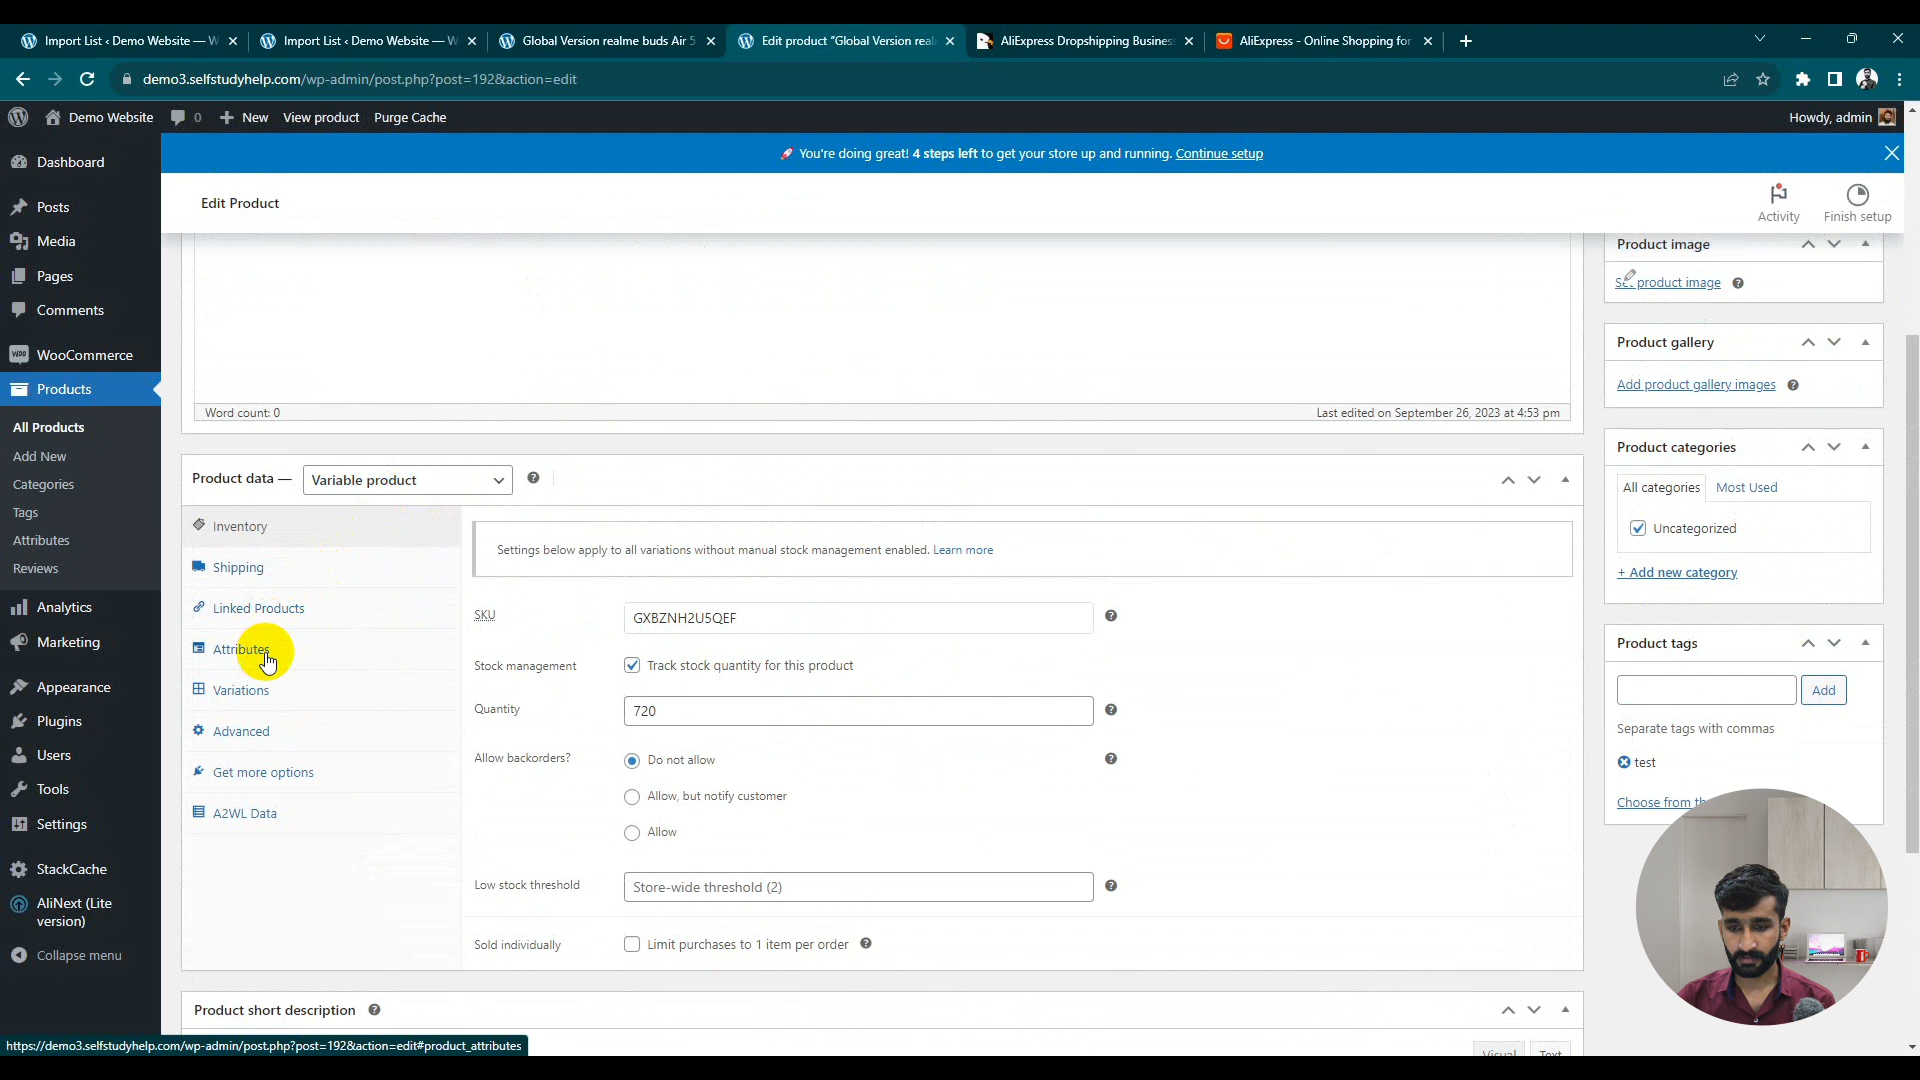 Import List ‹ Demo Website — W
Import List ‹ Demo Website — W
Global Version realme buds Air 5
Edit product "Global Version real
AliExpress Dropshipping Busines
AliExpress - Online Shopping for
demo3.selfstudyhelp.com/wp-admin/post.php?post=192&action=edit
Demo Website
0
New
View product
Purge Cache
Howdy, admin
🚀 You're doing great! 4 steps left to get your store up and running. Continue setup
Edit Product
Activity
Finish setup
Dashboard
Posts
Media
Pages
Comments
WooCommerce
Products
All Products
Add New
Categories
Tags
Attributes
Reviews
Analytics
Marketing
Appearance
Plugins
Users
Tools
Settings
StackCache
AliNext (Lite
version)
Collapse menu
Word count: 0
Last edited on September 26, 2023 at 4:53 pm
Product data —
Variable product
Inventory
Shipping
Linked Products
Attributes
Variations
Advanced
Get more options
A2WL Data
Settings below apply to all variations without manual stock management enabled. Learn more
SKU
GXBZNH2U5QEF
Stock management
Track stock quantity for this product
Quantity
720
Allow backorders?
Do not allow
Allow, but notify customer
Allow
Low stock threshold
Store-wide threshold (2)
Sold individually
Limit purchases to 1 item per order
Product short description
Visual
Text
Product image
Set product image
Product gallery
Add product gallery images
Product categories
All categories
Most Used
Uncategorized
+ Add new category
Product tags
Add
Separate tags with commas
test
Choose from th
https://demo3.selfstudyhelp.com/wp-admin/post.php?post=192&action=edit#product_attributes